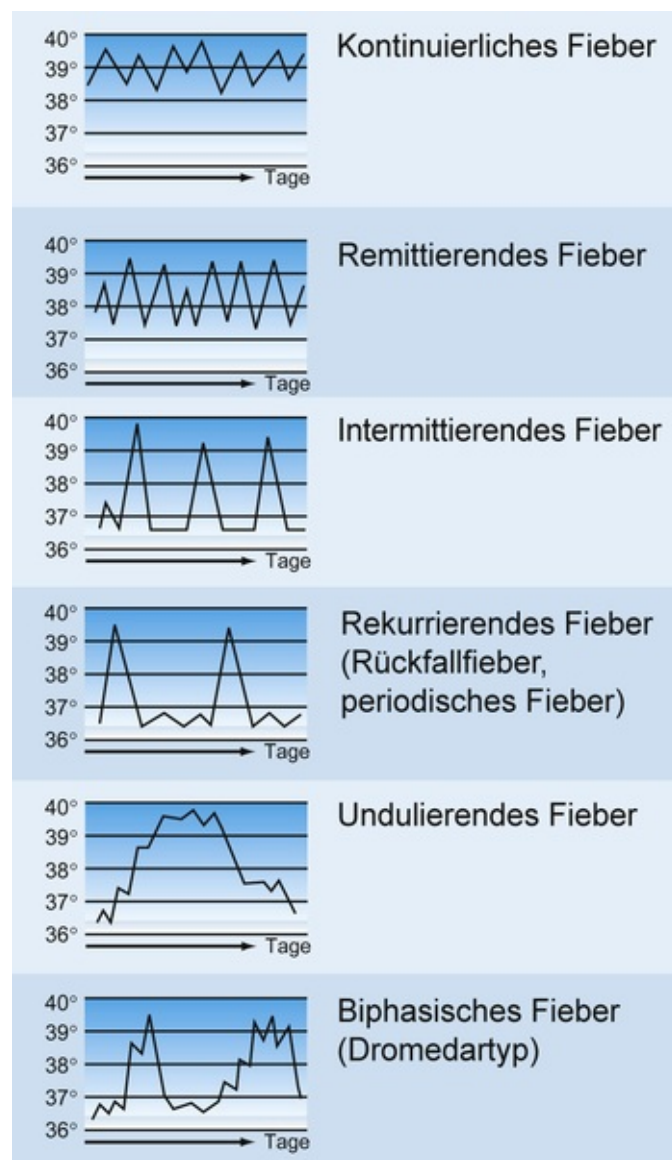 40°
Kontinuierliches Fieber
39°
38°
37°
36°
Tage
40°
Remittierendes Fieber
39°
38°
37°
36°
Tage
40°
Intermittierendes Fieber
39°
38°
37°
36°
Tage
40°
Rekurrierendes Fieber
(Rückfallfieber,
periodisches Fieber)
39°
38°
37°
36°
Tage
40°
Undulierendes Fieber
39°
38°
37°
36°
Tage
40°
Biphasisches Fieber
(Dromedartyp)
39°
38°
37°
36°
Tage